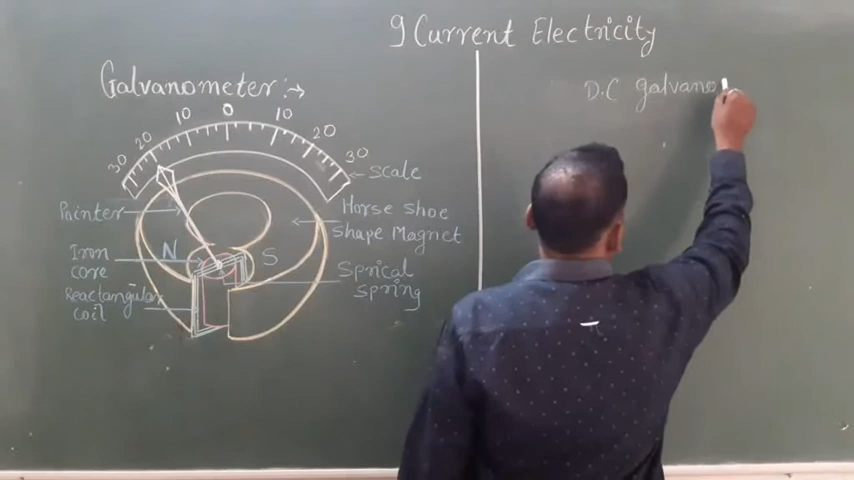 9 Current Electricity
D.C galvano
Galvanometer :→
30 20 10 0 10 20 30
scale
Pointer
Horse shoe
Shape Magnet
N
S
Iron
core
Sprical
spring
Reactangular
coil